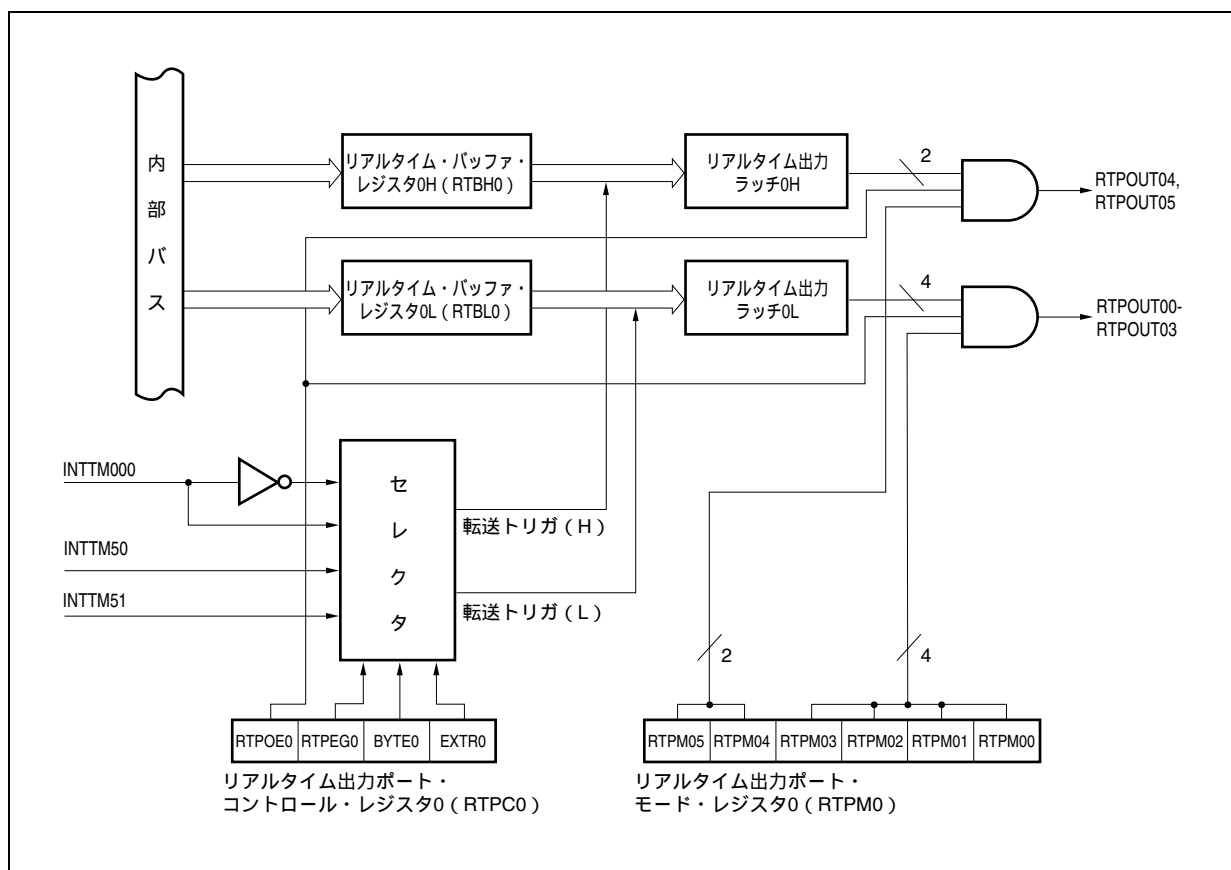 内部バス
リアルタイム・バッファ・
レジスタ0H（RTBH0）
リアルタイム出力
ラッチ0H
2
RTPOUT04,
RTPOUT05
リアルタイム・バッファ・
レジスタ0L（RTBL0）
リアルタイム出力
ラッチ0L
4
RTPOUT00-
RTPOUT03
INTTM000
INTTM50
INTTM51
セレクタ
転送トリガ（H）
転送トリガ（L）
2
4
RTPOE0 RTPEG0 BYTE0 EXTR0
リアルタイム出力ポート・
コントロール・レジスタ0（RTPC0）
RTPM05 RTPM04 RTPM03 RTPM02 RTPM01 RTPM00
リアルタイム出力ポート・
モード・レジスタ0（RTPM0）